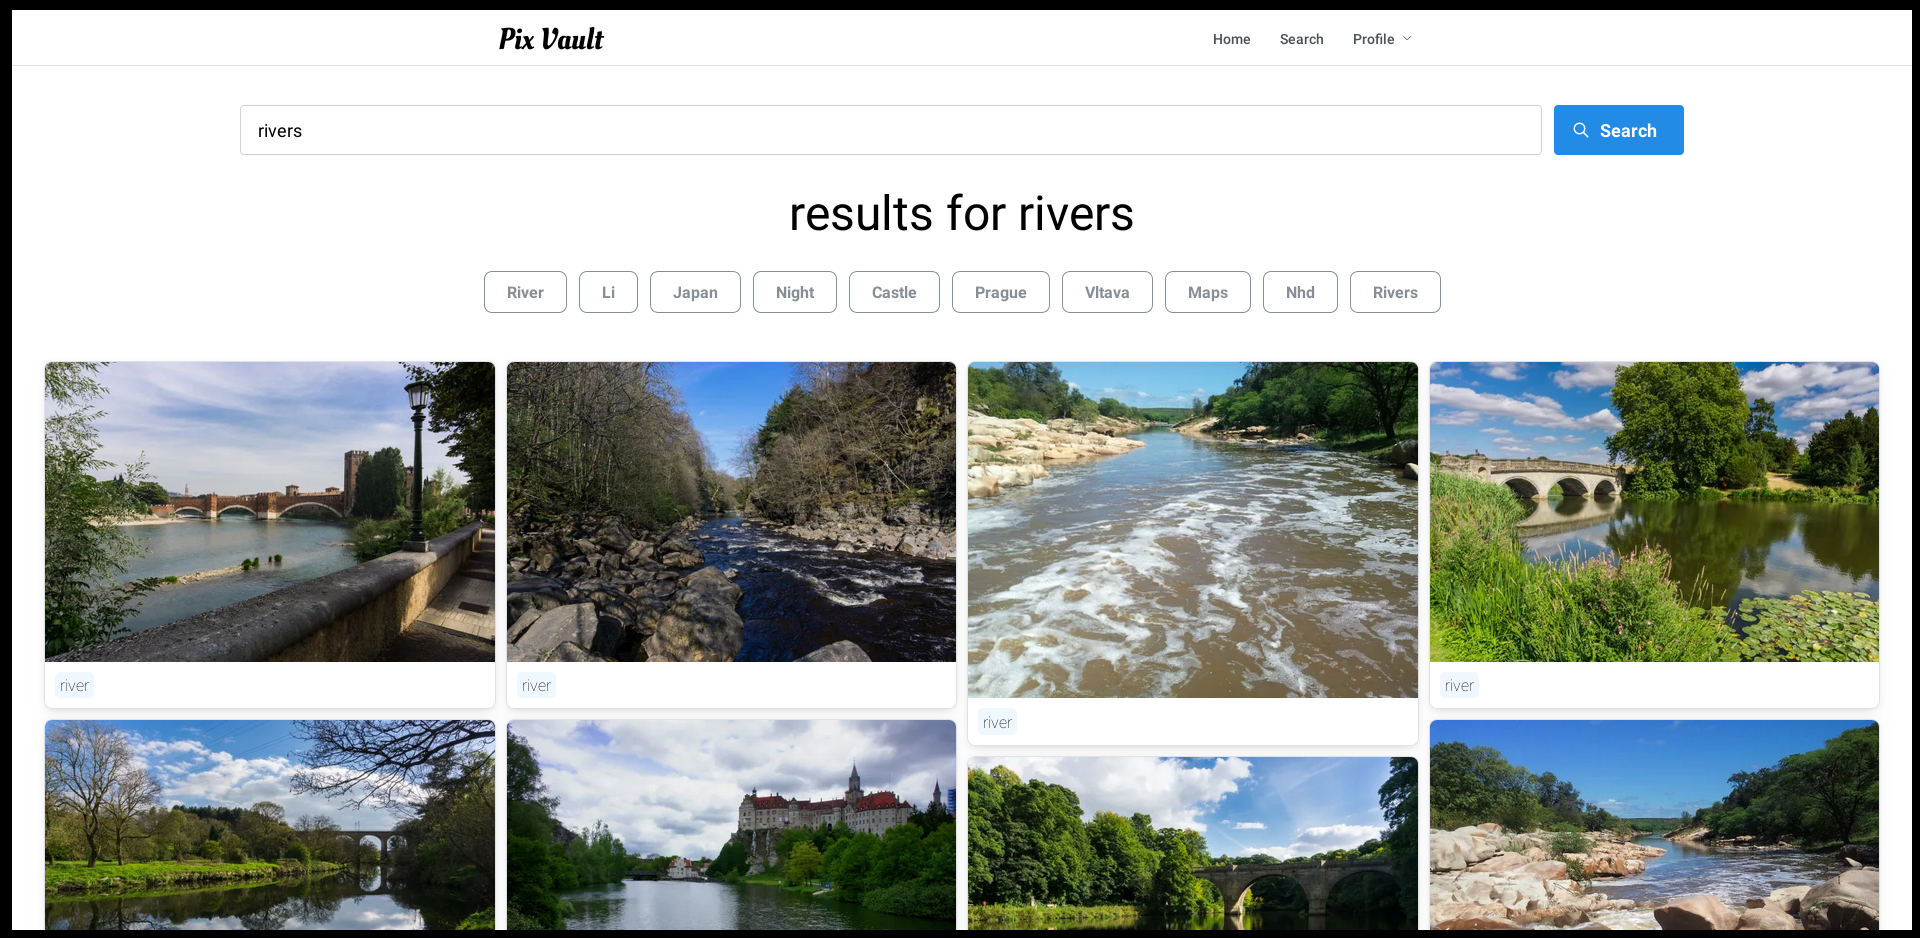 Pix Vault
Home Search Profile
rivers
Search
results for rivers
River Li Japan Night Castle Prague Vltava Maps Nhd Rivers
river river river river